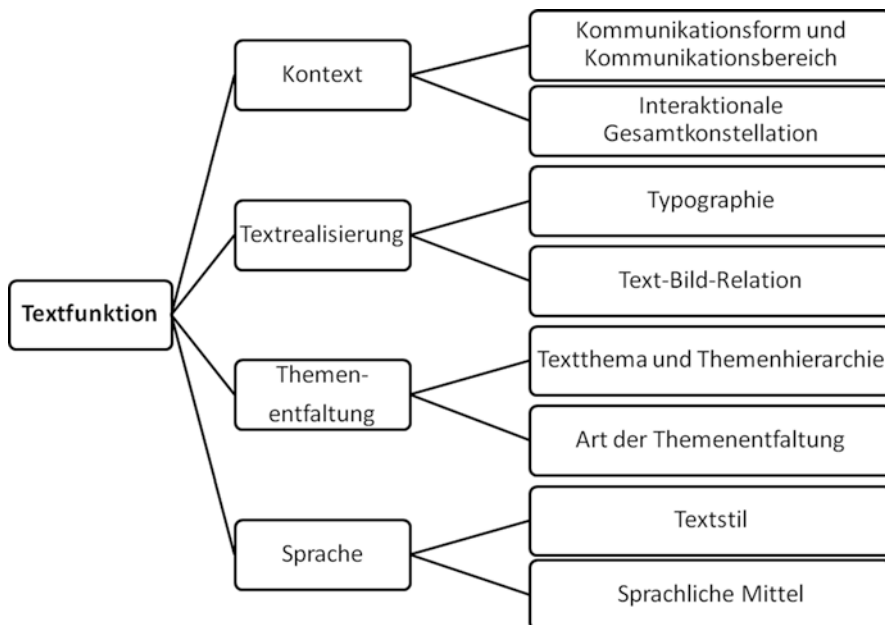 Kommunikationsform und
Kommunikationsbereich
Kontext
Interaktionale
Gesamtkonstellation
Typographie
Textrealisierung
Text-Bild-Relation
Textfunktion
Textthema und Themenhierarchie
Themen-
entfaltung
Art der Themenentfaltung
Textstil
Sprache
Sprachliche Mittel